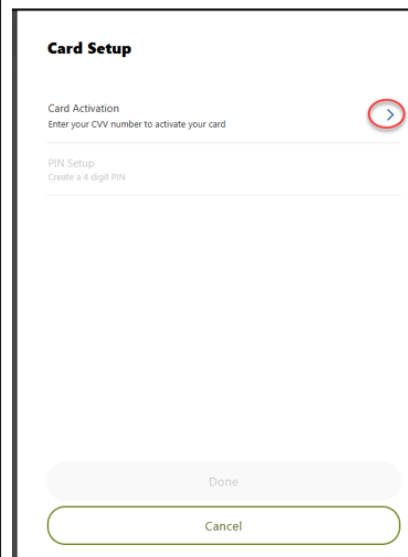 Card Setup
Card Activation
Enter your CVV number to activate your card
PIN Setup
Create a 4 digit PIN
Done
Cancel